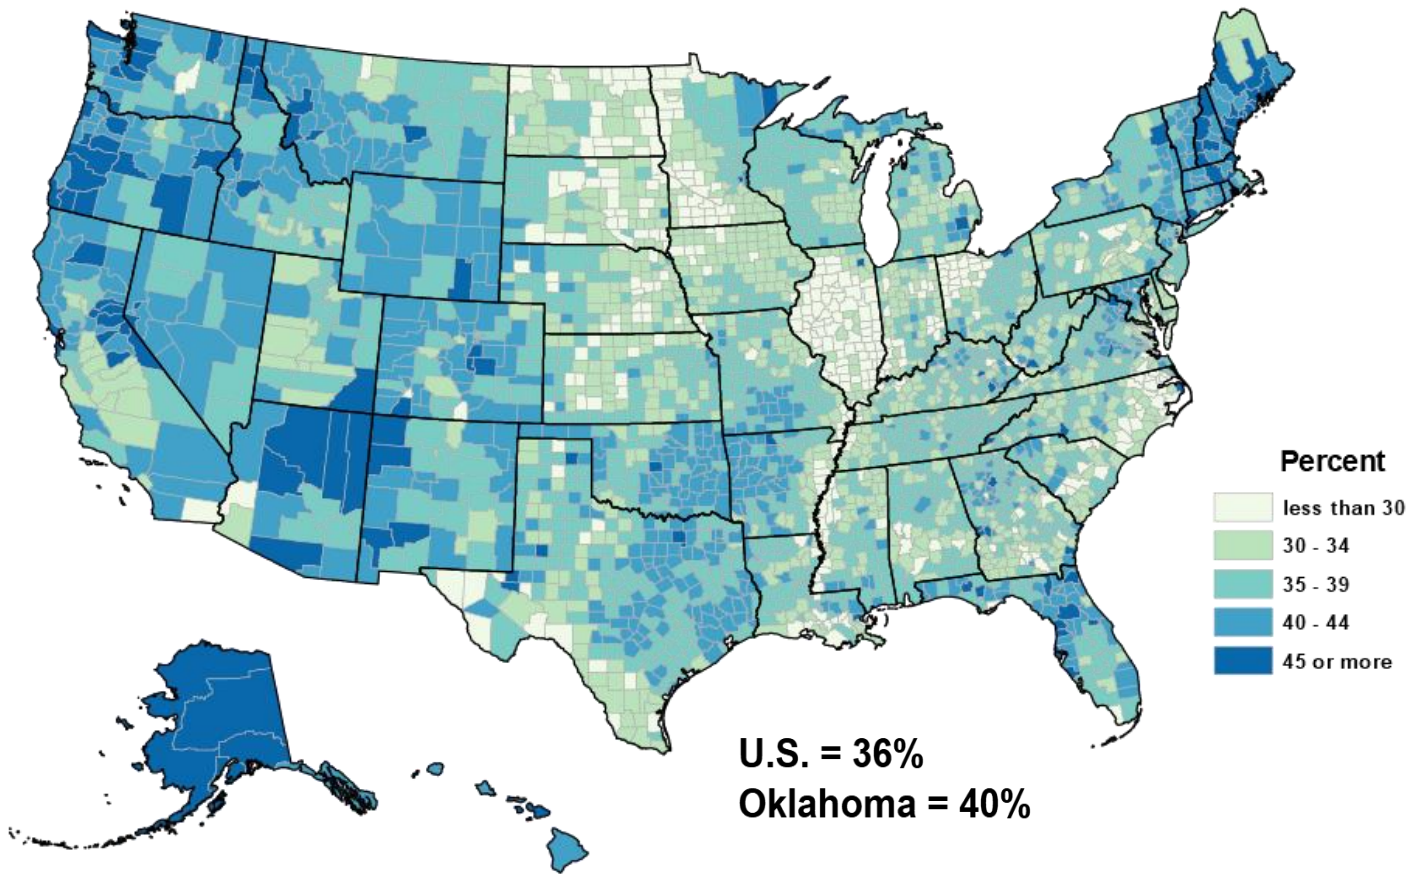 Percent
less than 30
30 - 34
35 - 39
40 - 44
45 or more
U.S. = 36%
Oklahoma = 40%